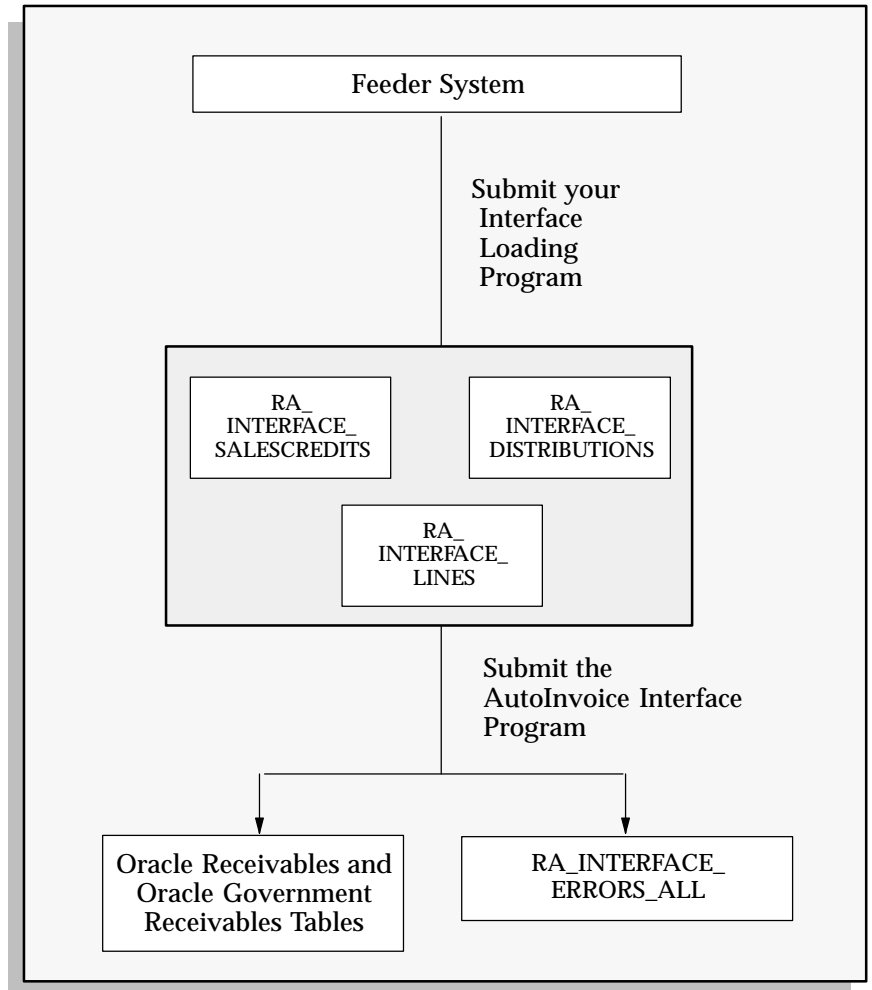 Feeder System
Submit your
Interface
Loading
Program
RA_
INTERFACE_
SALESCREDITS
RA_
INTERFACE_
DISTRIBUTIONS
RA_
INTERFACE_
LINES
Submit the
AutoInvoice Interface
Program
Oracle Receivables and
Oracle Government
Receivables Tables
RA_INTERFACE_
ERRORS_ALL